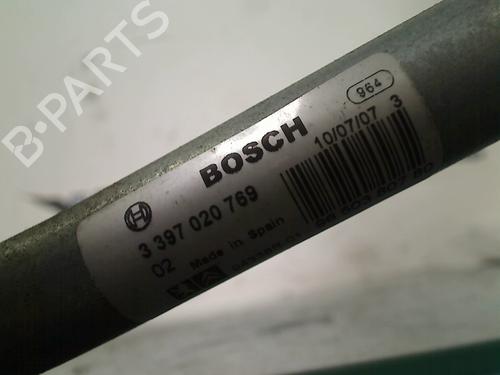 B-PARTS
964
BOSCH
10/07/07 3
3 397 020 769
02 Made in Spain